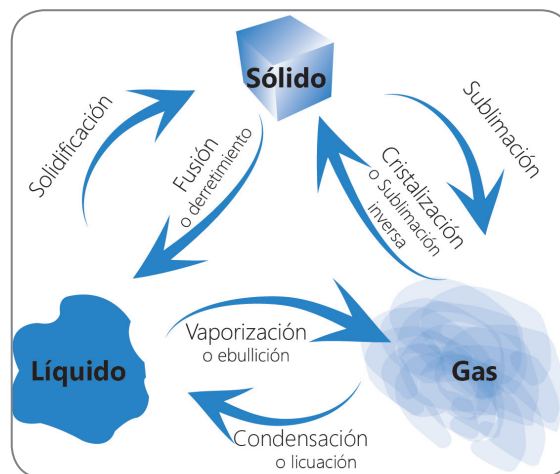 Sólido
Solidificación
Fusión
o derretimiento
Cristalización
o Sublimación
inversa
Sublimación
Líquido
Vaporización
o ebullición
Gas
Condensación
o licuación